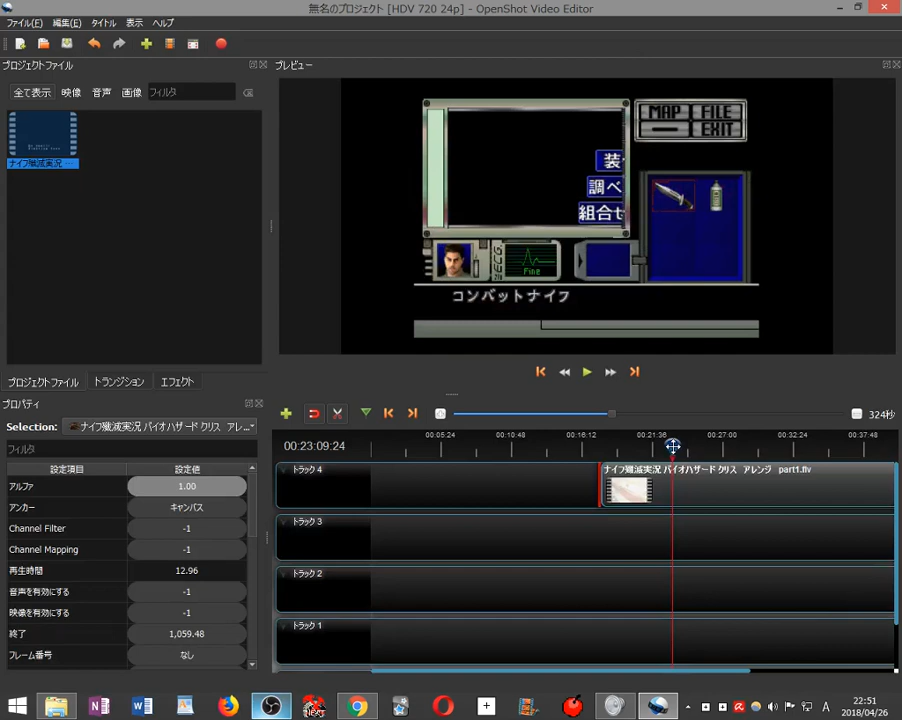 無名のプロジェクト [HDV 720 24p] - OpenShot Video Editor
ファイル(F) 編集(E) タイトル 表示 ヘルプ
プロジェクトファイル
全て表示 映像 音声 画像 フィルタ
ナイフ殲滅実況 ...
プロジェクトファイル トランジション エフェクト
プレビュー
MAP FILE
EXIT
装
調べ
組合せ
ECG
Fine
コンバットナイフ
プロパティ
Selection: ナイフ殲滅実況 バイオハザード クリス アレ...
フィルタ
設定項目 設定値
アルファ 1.00
アンカー キャンバス
Channel Filter -1
Channel Mapping -1
再生時間 12.96
音声を有効にする -1
映像を有効にする -1
終了 1,059.48
フレーム番号 なし
324秒
00:23:09:24
00:05:24 00:10:48 00:16:12 00:21:36 00:27:00 00:32:24 00:37:48
トラック 4
ナイフ殲滅実況 バイオハザード クリス アレンジ part1.flv
トラック 3
トラック 2
トラック 1
A
22:51
2018/04/26